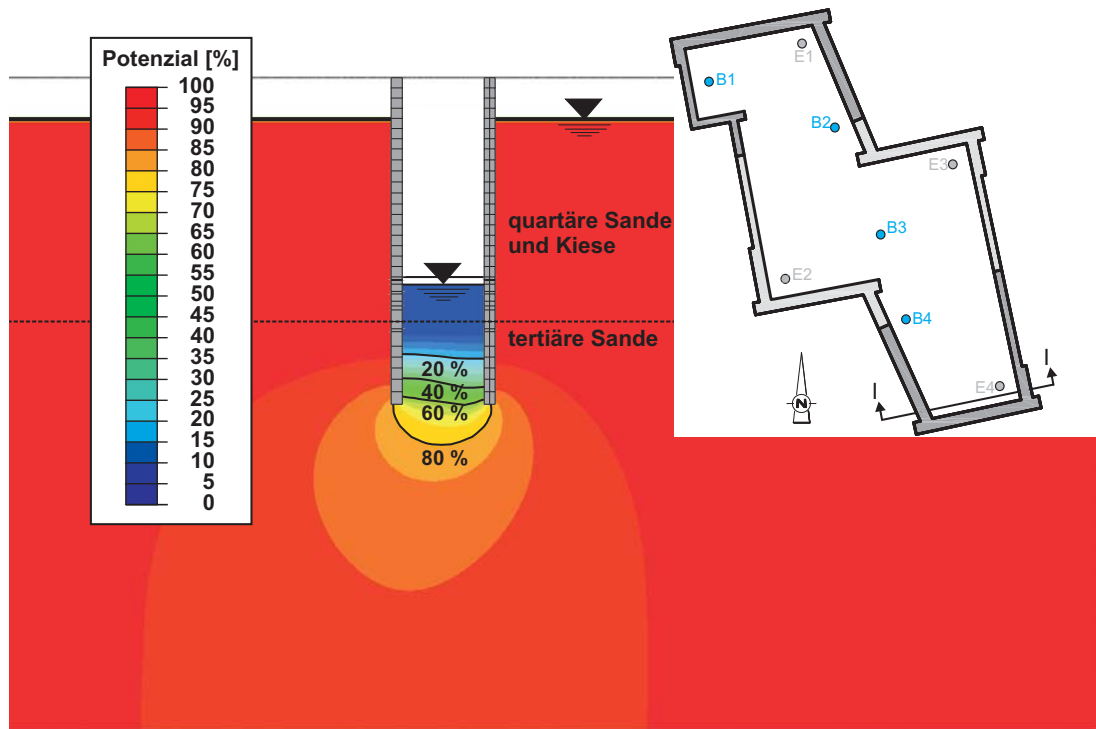 Potenzial [%]
100
95
90
85
80
75
70
65
60
55
50
45
40
35
30
25
20
15
10
5
0
quartäre Sande
und Kiese
tertiäre Sande
20 %
40 %
60 %
80 %
E1
B1
B2
E3
B3
E2
B4
E4
I
I
N